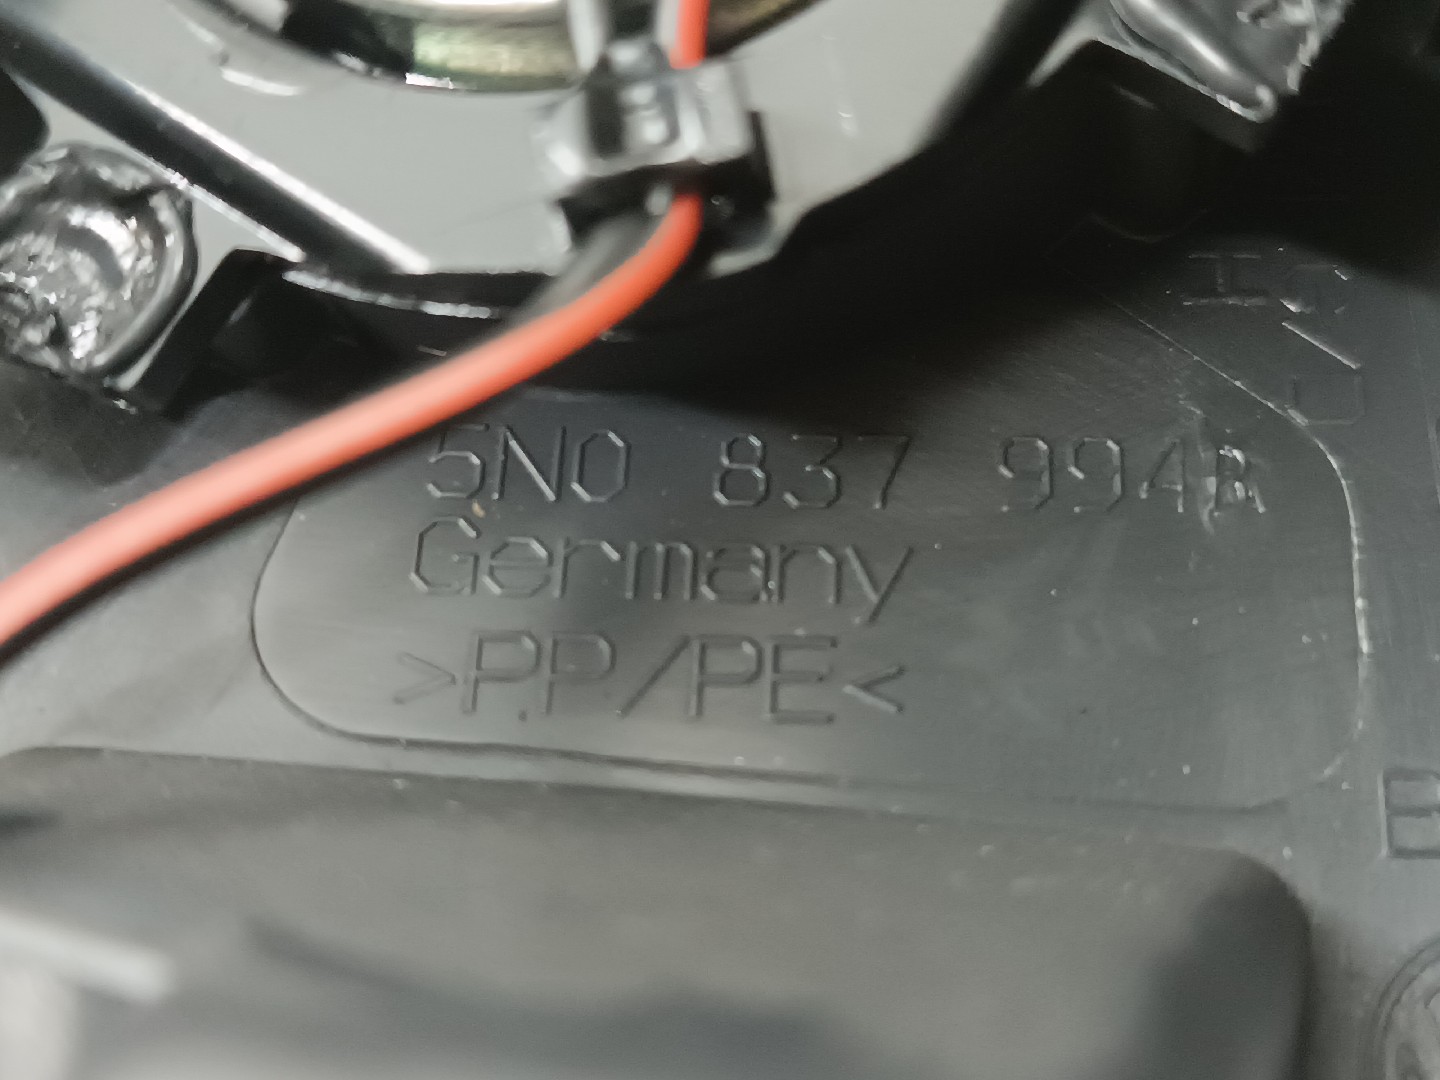 5N0 837 994
Germany
>PP/PE<